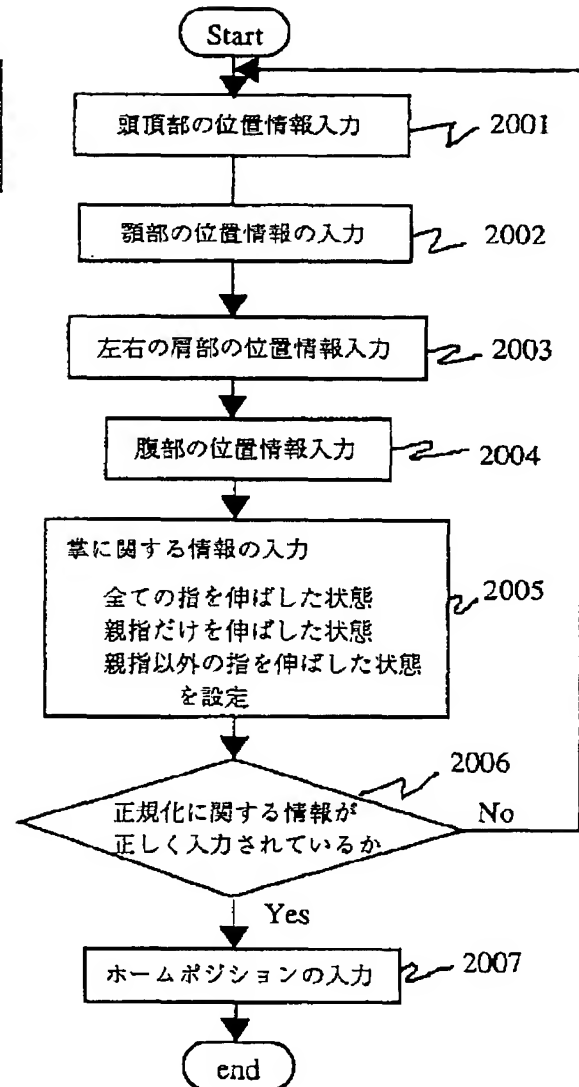 Start
頭頂部の位置情報入力
2001
顎部の位置情報の入力
2002
左右の肩部の位置情報入力
2003
腹部の位置情報入力
2004
掌に関する情報の入力
全ての指を伸ばした状態
親指だけを伸ばした状態
親指以外の指を伸ばした状態
を設定
2005
2006
正規化に関する情報が
正しく入力されているか
No
Yes
ホームポジションの入力
2007
end